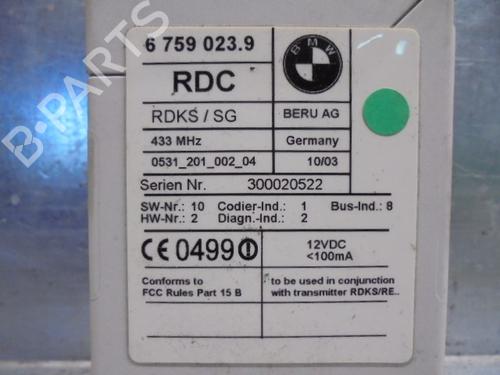 6 759 023.9
BMW
RDC
RDKS / SG
BERU AG
433 MHz
Germany
0531_201_002_04
10/03
Serien Nr. 300020522
SW-Nr.: 10 Codier-Ind.: 1 Bus-Ind.: 8
HW-Nr.: 2 Diagn.-Ind.: 2
CE 0499
12VDC
<100mA
Conforms to
FCC Rules Part 15 B
to be used in conjunction
with transmitter RDKS/RE..
B-PARTS